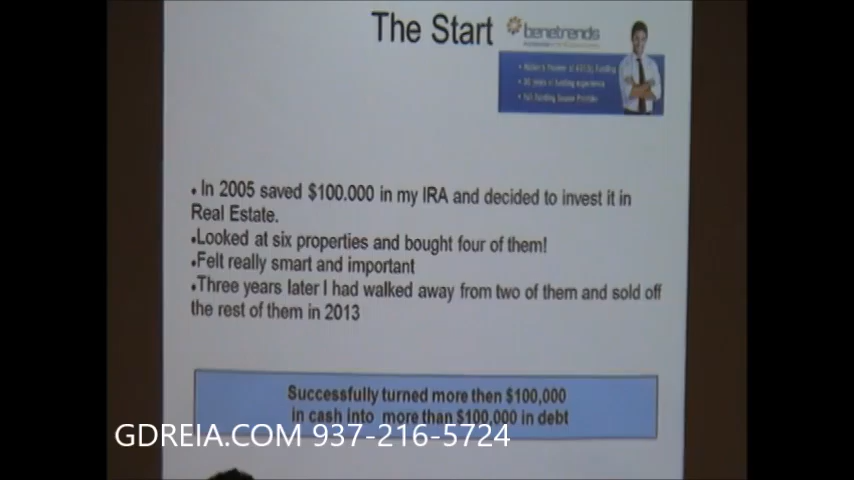 The Start
benetrends
• In 2005 saved $100.000 in my IRA and decided to invest it in
Real Estate.
•Looked at six properties and bought four of them!
•Felt really smart and important
•Three years later I had walked away from two of them and sold off
the rest of them in 2013
Successfully turned more then $100,000
in cash into more than $100,000 in debt
GDREIA.COM 937-216-5724